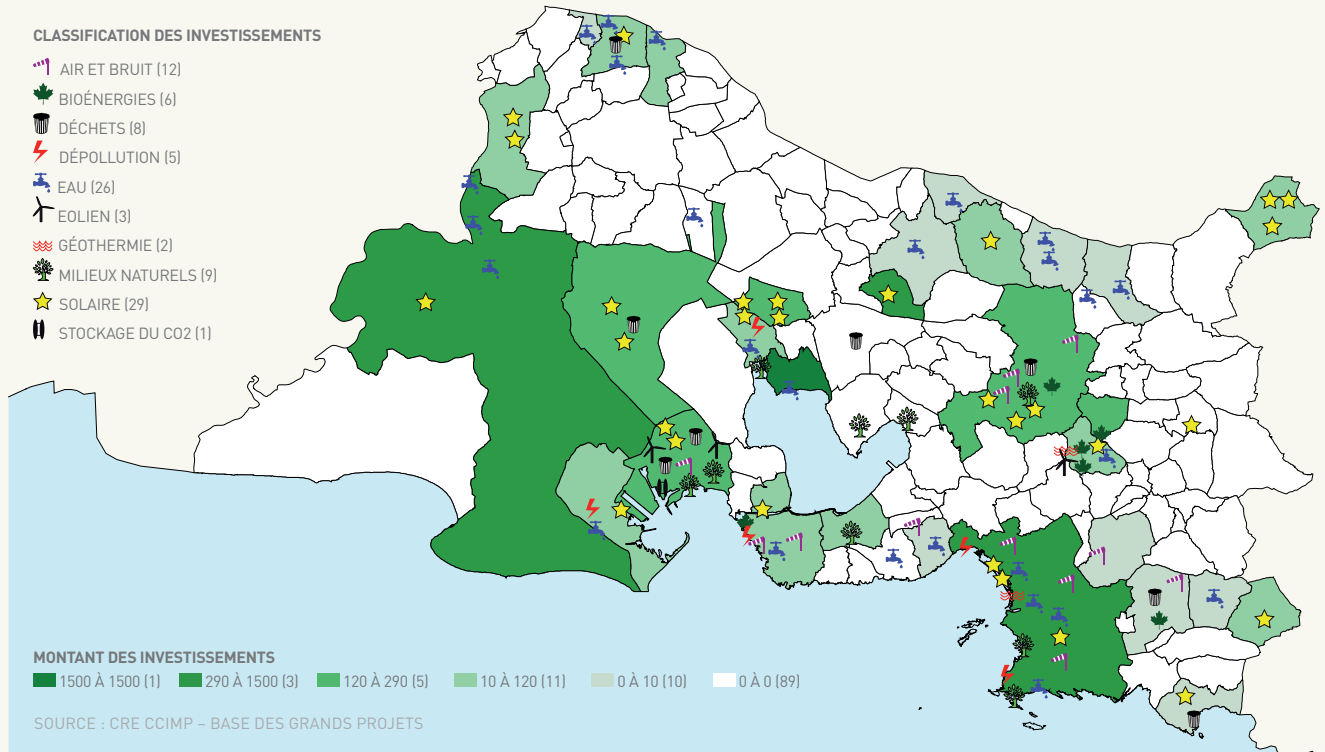 CLASSIFICATION DES INVESTISSEMENTS
AIR ET BRUIT (12)
BIOÉNERGIES (6)
DÉCHETS (8)
DÉPOLLUTION (5)
EAU (26)
EOLIEN (3)
GÉOTHERMIE (2)
MILIEUX NATURELS (9)
SOLAIRE (29)
STOCKAGE DU CO2 (1)
MONTANT DES INVESTISSEMENTS
1500 À 1500 (1) 290 À 1500 (3) 120 À 290 (5) 10 À 120 (11) 0 À 10 (10) 0 À 0 (89)
SOURCE : CRE CCIMP – BASE DES GRANDS PROJETS